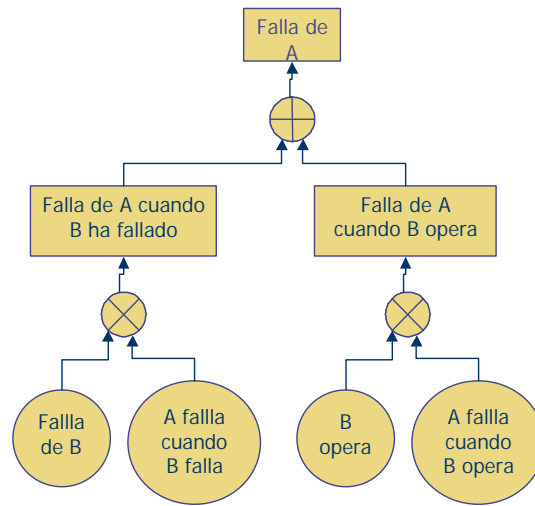 Falla de
A
Falla de A cuando
B ha fallado
Falla de A
cuando B opera
Fallla
de B
A fallla
cuando
B falla
B
opera
A fallla
cuando
B opera